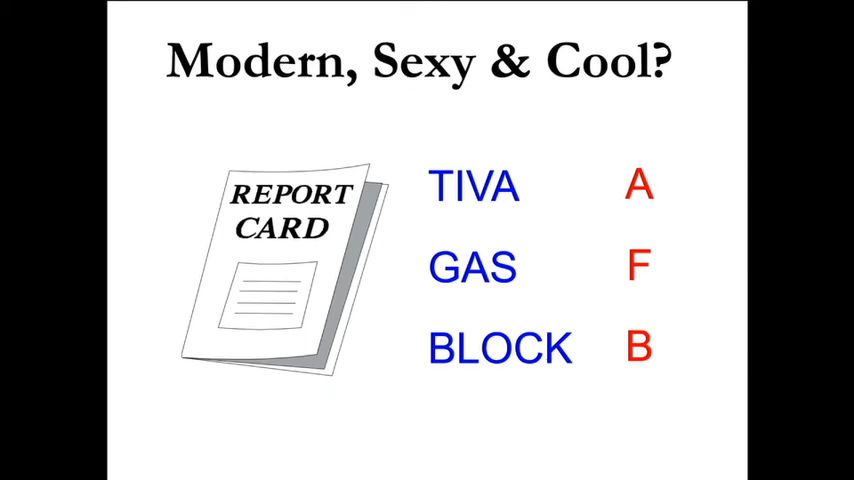 Modern, Sexy & Cool?
REPORT
CARD
TIVA A
GAS F
BLOCK B